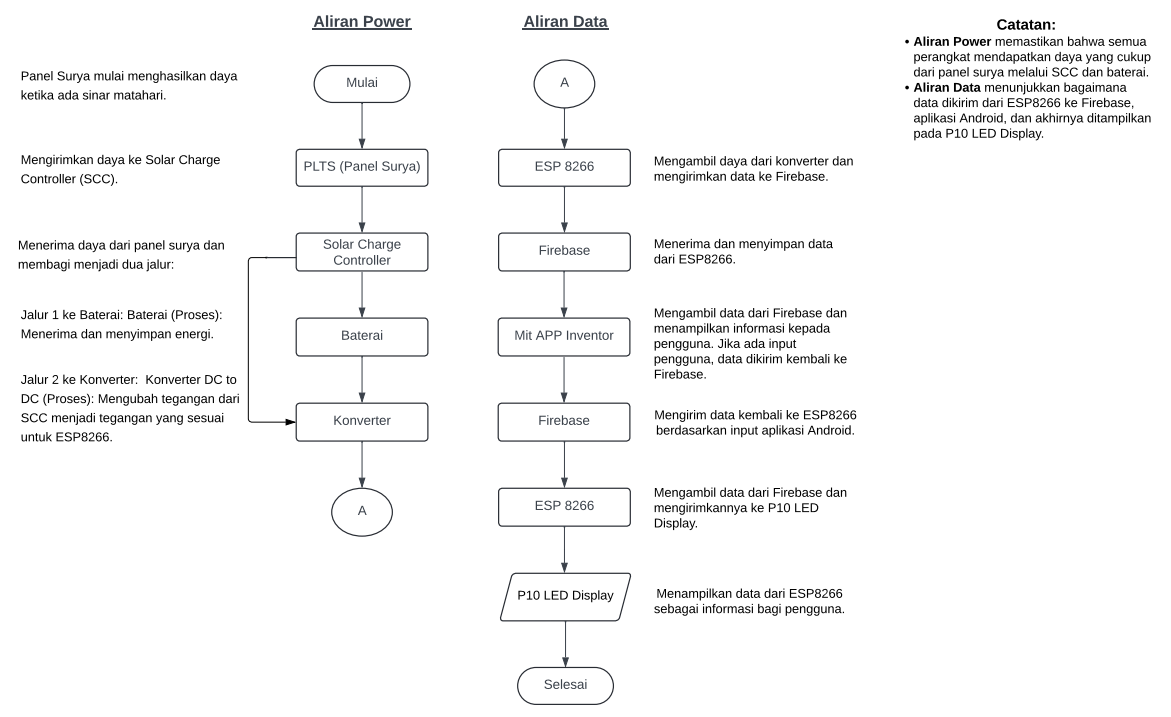 Aliran Power
Panel Surya mulai menghasilkan daya
ketika ada sinar matahari.
Mulai
Mengirimkan daya ke Solar Charge
Controller (SCC).
PLTS (Panel Surya)
Menerima daya dari panel surya dan
membagi menjadi dua jalur:
Solar Charge
Controller
Jalur 1 ke Baterai: Baterai (Proses):
Menerima dan menyimpan energi.
Baterai
Jalur 2 ke Konverter:  Konverter DC to
DC (Proses): Mengubah tegangan dari
SCC menjadi tegangan yang sesuai
untuk ESP8266.
Konverter
A
Aliran Data
A
ESP 8266
Mengambil daya dari konverter dan
mengirimkan data ke Firebase.
Firebase
Menerima dan menyimpan data
dari ESP8266.
Mit APP Inventor
Mengambil data dari Firebase dan
menampilkan informasi kepada
pengguna. Jika ada input
pengguna, data dikirim kembali ke
Firebase.
Firebase
Mengirim data kembali ke ESP8266
berdasarkan input aplikasi Android.
ESP 8266
Mengambil data dari Firebase dan
mengirimkannya ke P10 LED
Display.
P10 LED Display
Menampilkan data dari ESP8266
sebagai informasi bagi pengguna.
Selesai
Catatan:
• Aliran Power memastikan bahwa semua
perangkat mendapatkan daya yang cukup
dari panel surya melalui SCC dan baterai.
• Aliran Data menunjukkan bagaimana
data dikirim dari ESP8266 ke Firebase,
aplikasi Android, dan akhirnya ditampilkan
pada P10 LED Display.